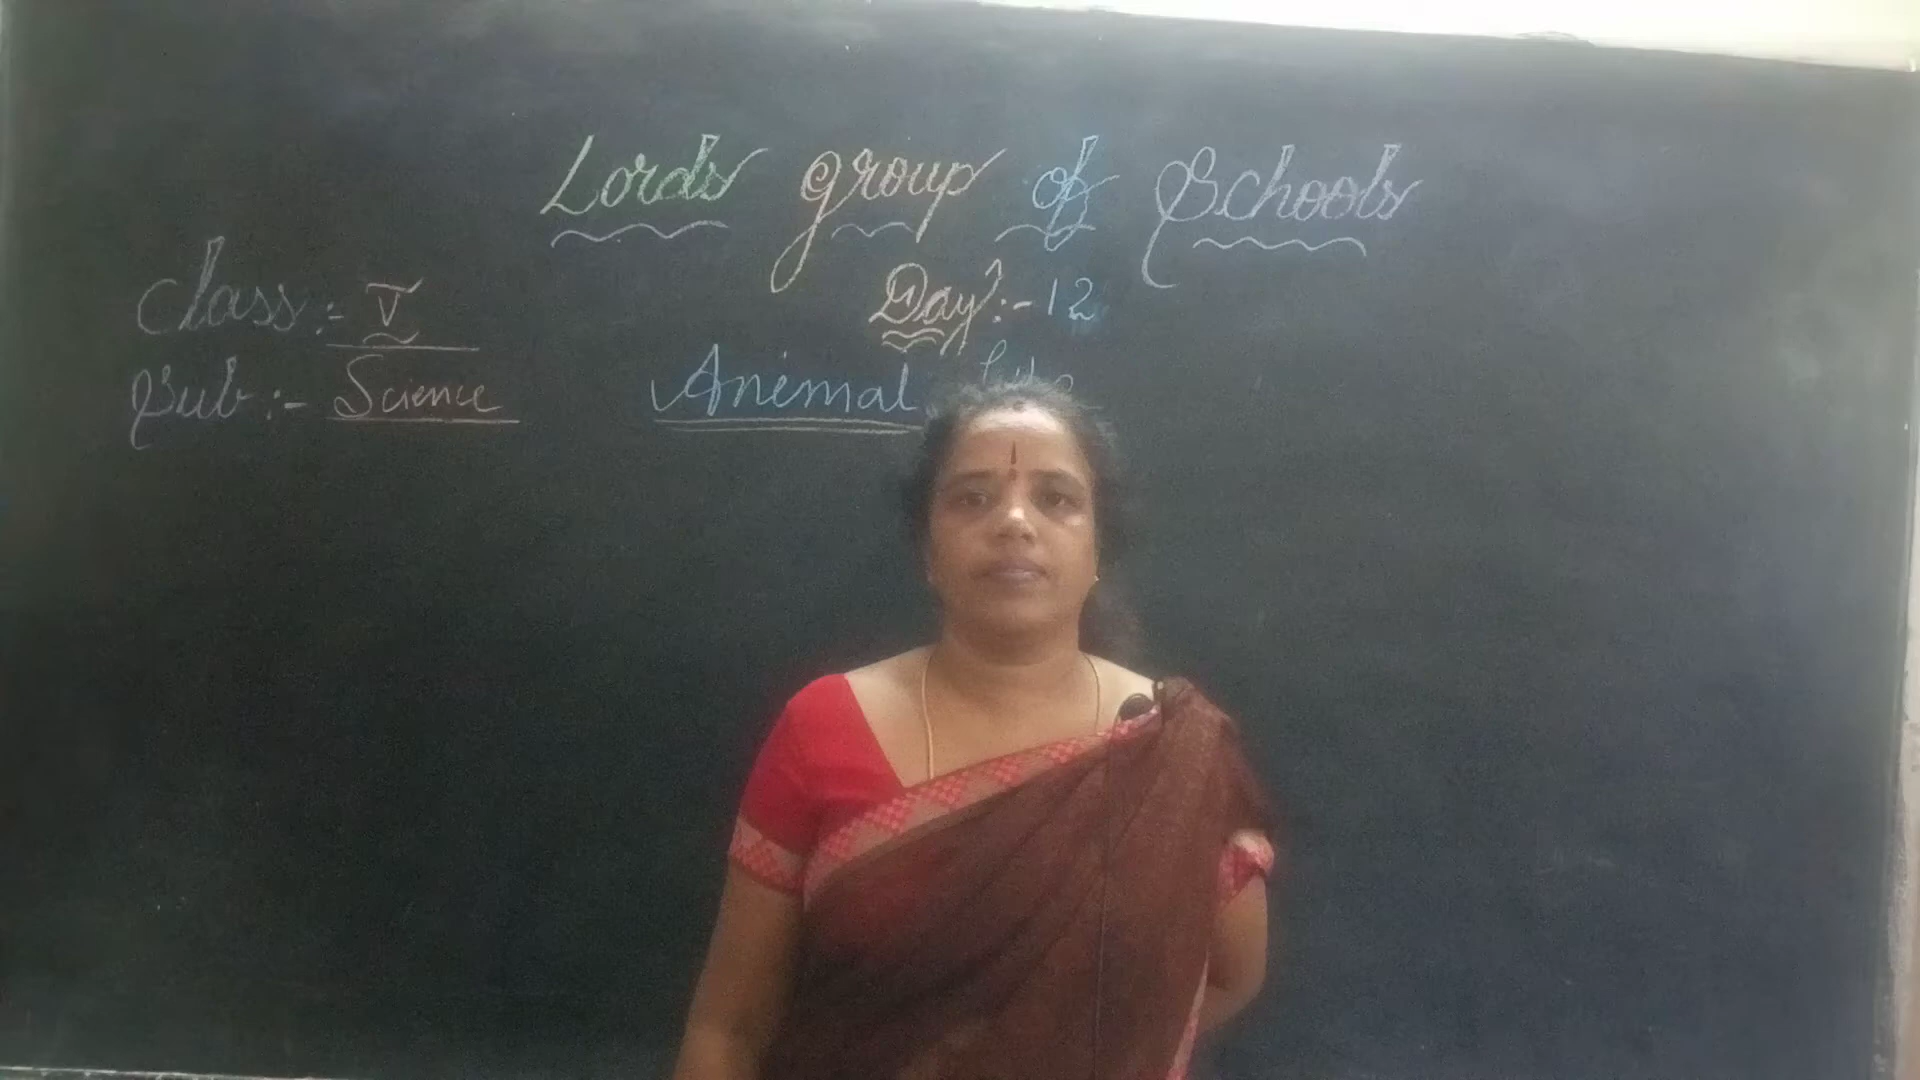 Lords group of Schools
Class :- V
Day :- 12
Sub :- Science
Animal